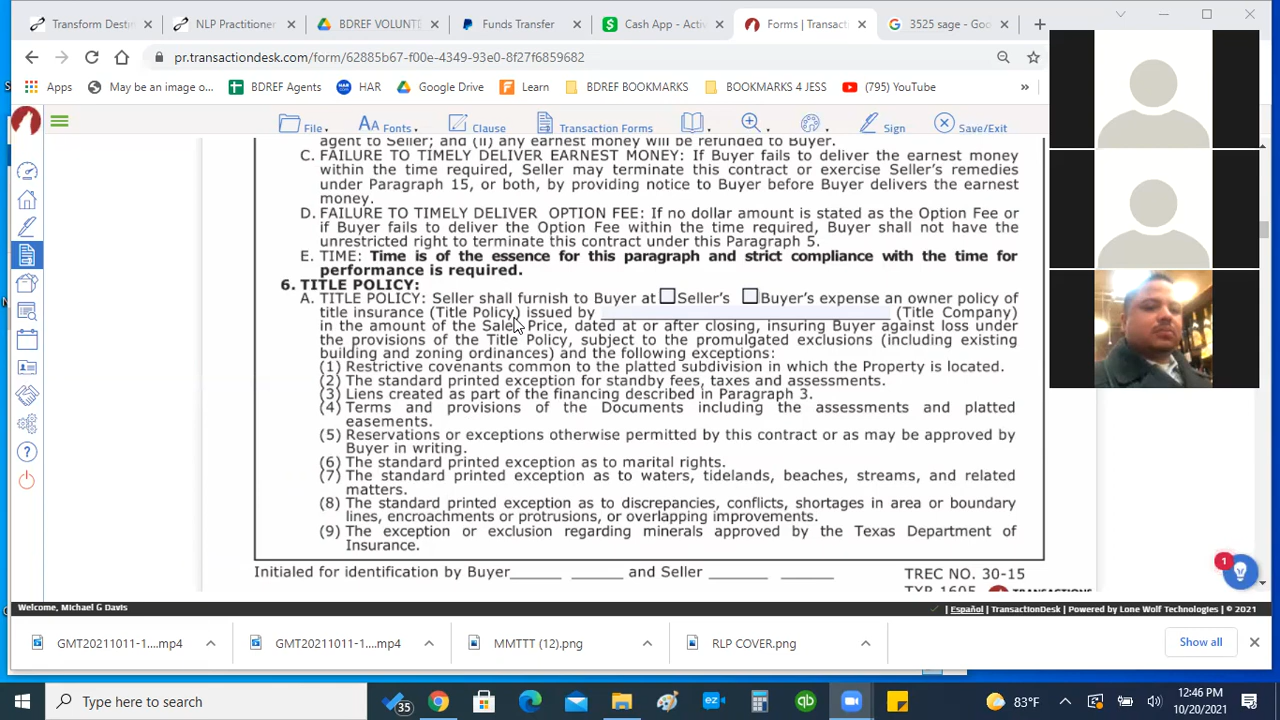 Transform Destin
NLP Practitioner
BDREF VOLUNTE
Funds Transfer
Cash App - Activ
Forms | Transact
3525 sage - Goo
pr.transactiondesk.com/form/62885b67-f00e-4349-93e0-8f27f6859682
Apps
May be an image o...
BDREF Agents
HAR
Google Drive
Learn
BDREF BOOKMARKS
BOOKMARKS 4 JESS
(795) YouTube
»
File
Fonts
Clause
Transaction Forms
Sign
Save/Exit
agent to Seller; and (ii) any earnest money will be refunded to Buyer.
C. FAILURE TO TIMELY DELIVER EARNEST MONEY: If Buyer fails to deliver the earnest money
within the time required, Seller may terminate this contract or exercise Seller's remedies
under Paragraph 15, or both, by providing notice to Buyer before Buyer delivers the earnest
money.
D. FAILURE TO TIMELY DELIVER OPTION FEE: If no dollar amount is stated as the Option Fee or
if Buyer fails to deliver the Option Fee within the time required, Buyer shall not have the
unrestricted right to terminate this contract under this Paragraph 5.
E. TIME: Time is of the essence for this paragraph and strict compliance with the time for
performance is required.
6. TITLE POLICY:
A. TITLE POLICY: Seller shall furnish to Buyer at Seller's Buyer's expense an owner policy of
title insurance (Title Policy) issued by (Title Company)
in the amount of the Sales Price, dated at or after closing, insuring Buyer against loss under
the provisions of the Title Policy, subject to the promulgated exclusions (including existing
building and zoning ordinances) and the following exceptions:
(1) Restrictive covenants common to the platted subdivision in which the Property is located.
(2) The standard printed exception for standby fees, taxes and assessments.
(3) Liens created as part of the financing described in Paragraph 3.
(4) Terms and provisions of the Documents including the assessments and platted
easements.
(5) Reservations or exceptions otherwise permitted by this contract or as may be approved by
Buyer in writing.
(6) The standard printed exception as to marital rights.
(7) The standard printed exception as to waters, tidelands, beaches, streams, and related
matters.
(8) The standard printed exception as to discrepancies, conflicts, shortages in area or boundary
lines, encroachments or protrusions, or overlapping improvements.
(9) The exception or exclusion regarding minerals approved by the Texas Department of
Insurance.
Initialed for identification by Buyer_____ ______ and Seller ______ ______
TREC NO. 30-15
TXR 1605
TRANSACTIONS
1
Welcome, Michael G Davis
| Español | TransactionDesk | Powered by Lone Wolf Technologies | © 2021
GMT20211011-1....mp4
GMT20211011-1....mp4
MMTTT (12).png
RLP COVER.png
Show all
Type here to search
35
ez
qb
83°F
12:46 PM
10/20/2021